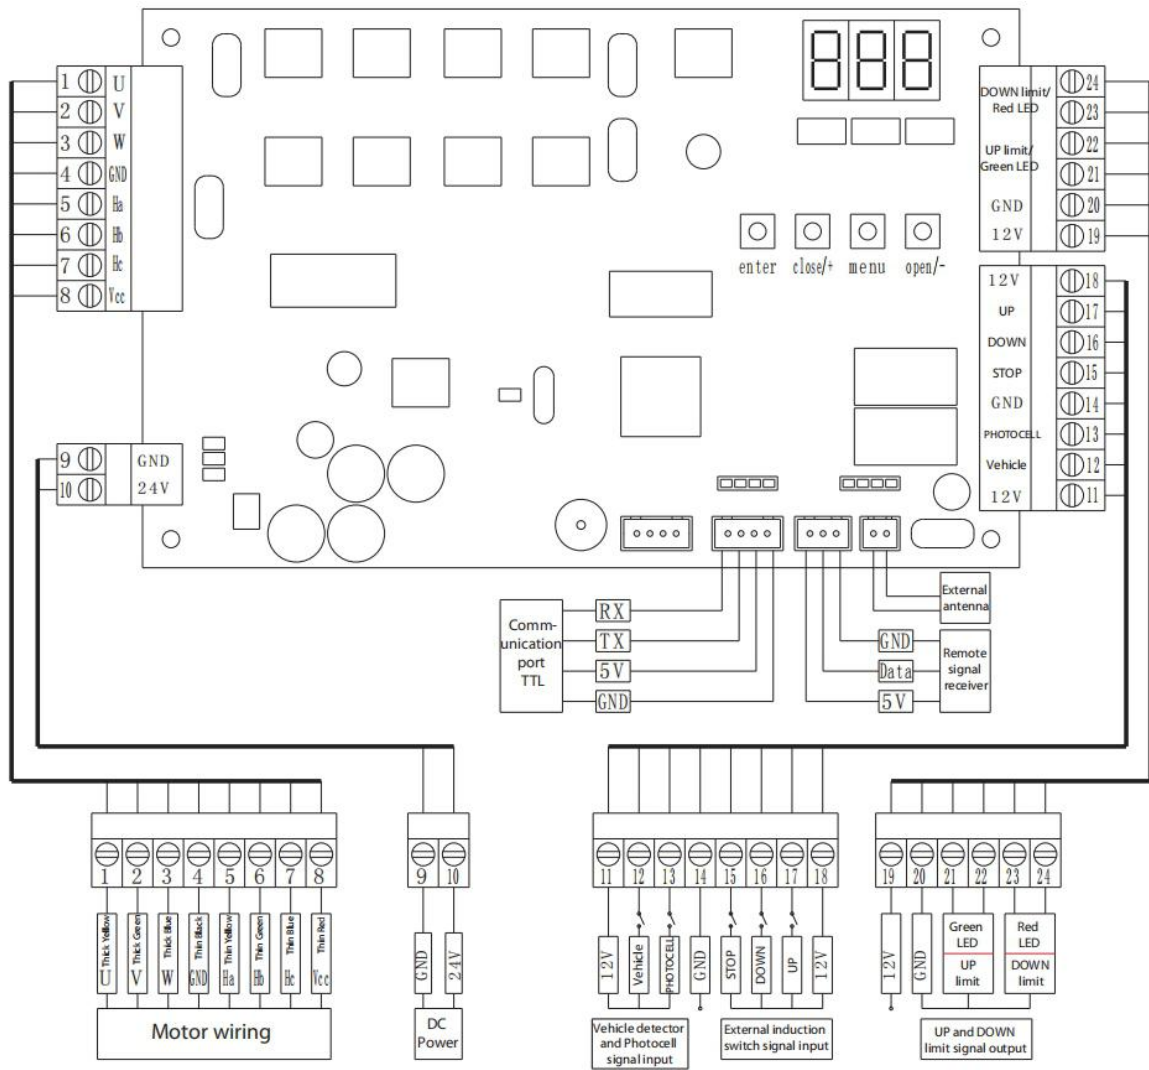 888
1 U
2 V
3 W
4 GND
5 Ha
6 Hb
7 Hc
8 Vcc
9 GND
10 24V
enter close/+ menu open/-
24
DOWN limit/
Red LED
23
22
UP limit/
Green LED
21
GND 20
12V 19
12V 18
UP 17
DOWN 16
STOP 15
GND 14
PHOTOCELL 13
Vehicle 12
12V 11
Comm-
unication
port
TTL
RX
TX
5V
GND
External
antenna
GND
Data
5V
Remote
signal
receiver
1 2 3 4 5 6 7 8
Thick Yellow U
Thick Green V
Thick Blue W
Thin Black GND
Thin Yellow Ha
Thin Green Hb
Thin Blue Hc
Thin Red Vcc
Motor wiring
9 10
GND 24V
DC
Power
11 12 13 14 15 16 17 18
12V Vehicle PHOTOCELL GND STOP DOWN UP 12V
Vehicle detector
and Photocell
signal input
External induction
switch signal input
19 20 21 22 23 24
12V GND
Green
LED
UP
limit
Red
LED
DOWN
limit
UP and DOWN
limit signal output